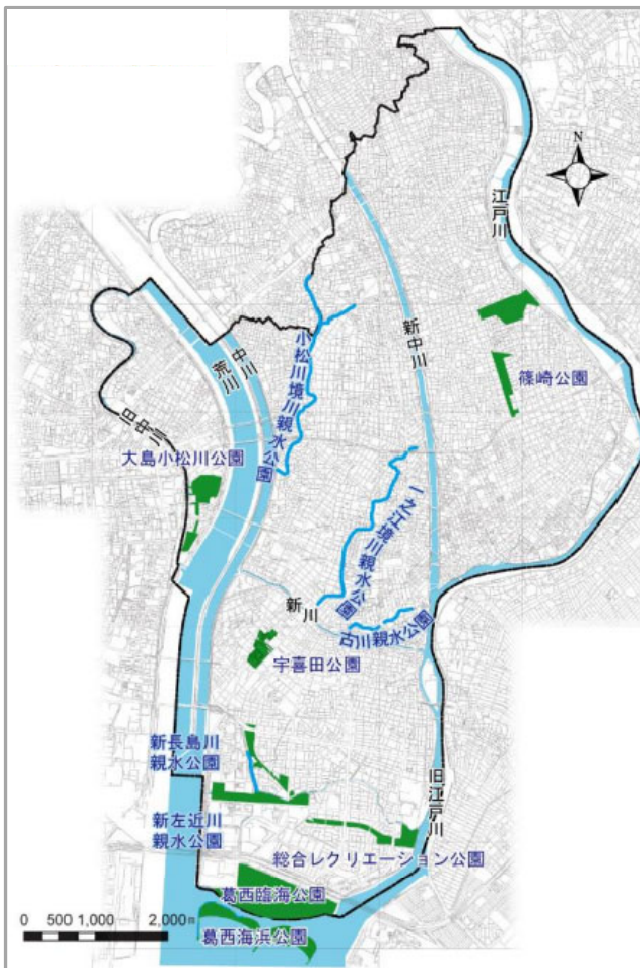 N
江戸川
新中川
中川
荒川
旧中川
小松川境川親水公園
篠崎公園
大島小松川公園
一之江境川親水公園
新川
古川親水公園
宇喜田公園
新長島川
親水公園
旧江戸川
新左近川
親水公園
総合レクリエーション公園
葛西臨海公園
葛西海浜公園
0 500 1,000 2,000m